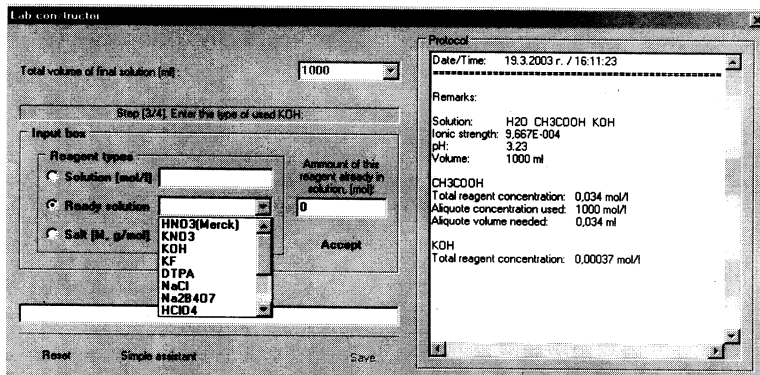 Lab constructor
Total volume of final solution [ml] :
1000
Step [3/4]. Enter the type of used KOH:
Input box
Reagent types
Solution [mol/l]
Ready solution
Salt [M, g/mol]
HNO3(Merck)
KNO3
KOH
KF
DTPA
NaCl
Na2B4O7
HClO4
Ammount of this
reagent already in
solution, [mol]:
0
Accept
Reset
Simple assistant
Save
Protocol
Date/Time: 19.3.2003 г. / 16:11:23
Remarks:
Solution: H2O CH3COOH KOH
Ionic strength: 9,667E-004
pH: 3.23
Volume: 1000 ml
CH3COOH
Total reagent concentration: 0,034 mol/l
Aliquote concentration used: 1000 mol/l
Aliquote volume needed: 0,034 ml
KOH
Total reagent concentration: 0,00037 mol/l